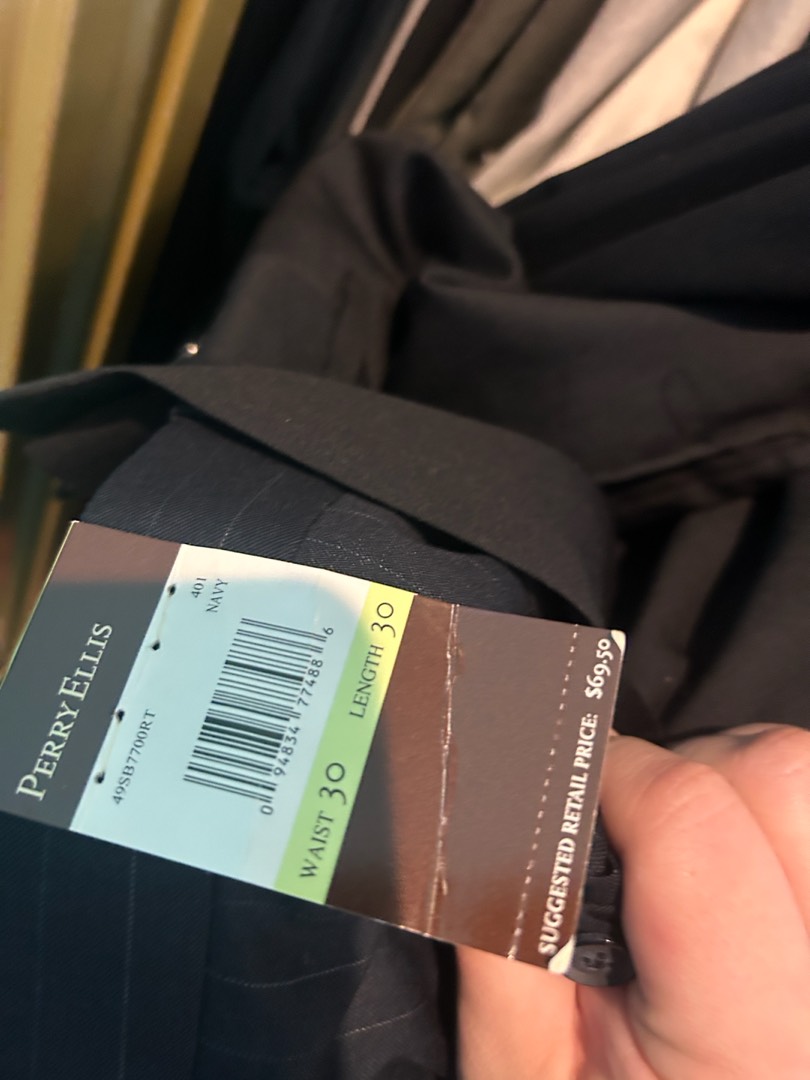 PERRY ELLIS
49SB7700RT
401
NAVY
0 94834 77488 6
WAIST 30
LENGTH 30
SUGGESTED RETAIL PRICE: $69.50